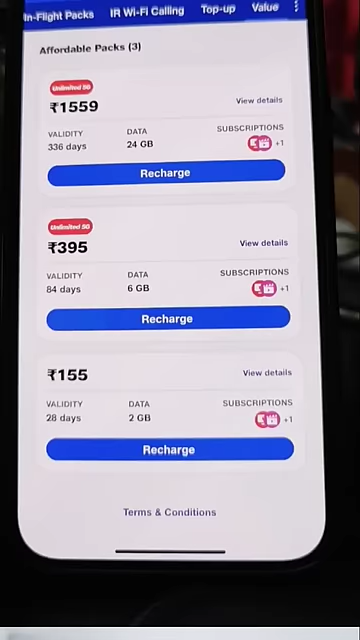 In-Flight Packs IR Wi-Fi Calling Top-up Value
Affordable Packs (3)
Unlimited 5G
₹1559
View details
VALIDITY DATA SUBSCRIPTIONS
336 days 24 GB +1
Recharge
Unlimited 5G
₹395
View details
VALIDITY DATA SUBSCRIPTIONS
84 days 6 GB +1
Recharge
₹155
View details
VALIDITY DATA SUBSCRIPTIONS
28 days 2 GB +1
Recharge
Terms & Conditions